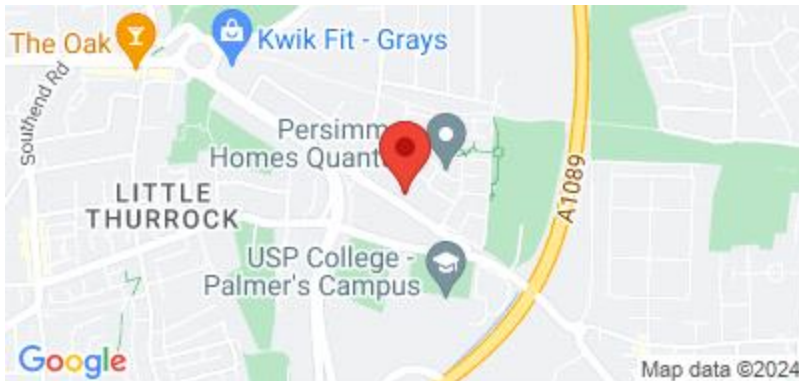 The Oak
Kwik Fit - Grays
Southend Rd
Persimm
Homes Quant
A1089
LITTLE
THURROCK
USP College -
Palmer's Campus
Google
Map data ©2024